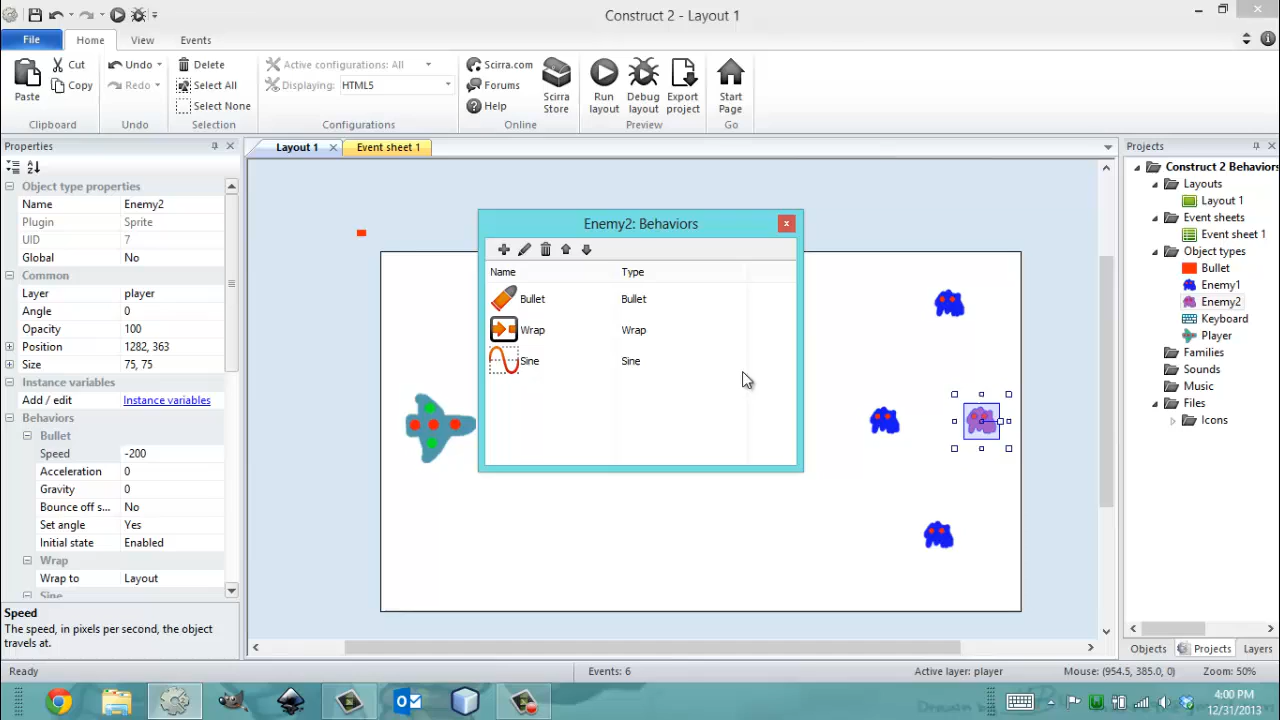 Construct 2 - Layout 1
File
Home
View
Events
Paste
Cut
Copy
Clipboard
Undo
Redo
Undo
Delete
Select All
Select None
Selection
Active configurations: All
Displaying:
HTML5
Configurations
Scirra.com
Forums
Help
Scirra Store
Online
Run layout
Debug layout
Export project
Preview
Start Page
Go
Properties
Object type properties
Name Enemy2
Plugin Sprite
UID 7
Global No
Common
Layer player
Angle 0
Opacity 100
Position 1282, 363
Size 75, 75
Instance variables
Add / edit Instance variables
Behaviors
Bullet
Speed -200
Acceleration 0
Gravity 0
Bounce off s... No
Set angle Yes
Initial state Enabled
Wrap
Wrap to Layout
Sine
Speed
The speed, in pixels per second, the object
travels at.
Layout 1
Event sheet 1
Enemy2: Behaviors
Name Type
Bullet Bullet
Wrap Wrap
Sine Sine
Projects
Construct 2 Behaviors
Layouts
Layout 1
Event sheets
Event sheet 1
Object types
Bullet
Enemy1
Enemy2
Keyboard
Player
Families
Sounds
Music
Files
Icons
Objects
Projects
Layers
Ready
Events: 6
Active layer: player
Mouse: (954.5, 385.0, 0)
Zoom: 50%
4:00 PM
12/31/2013